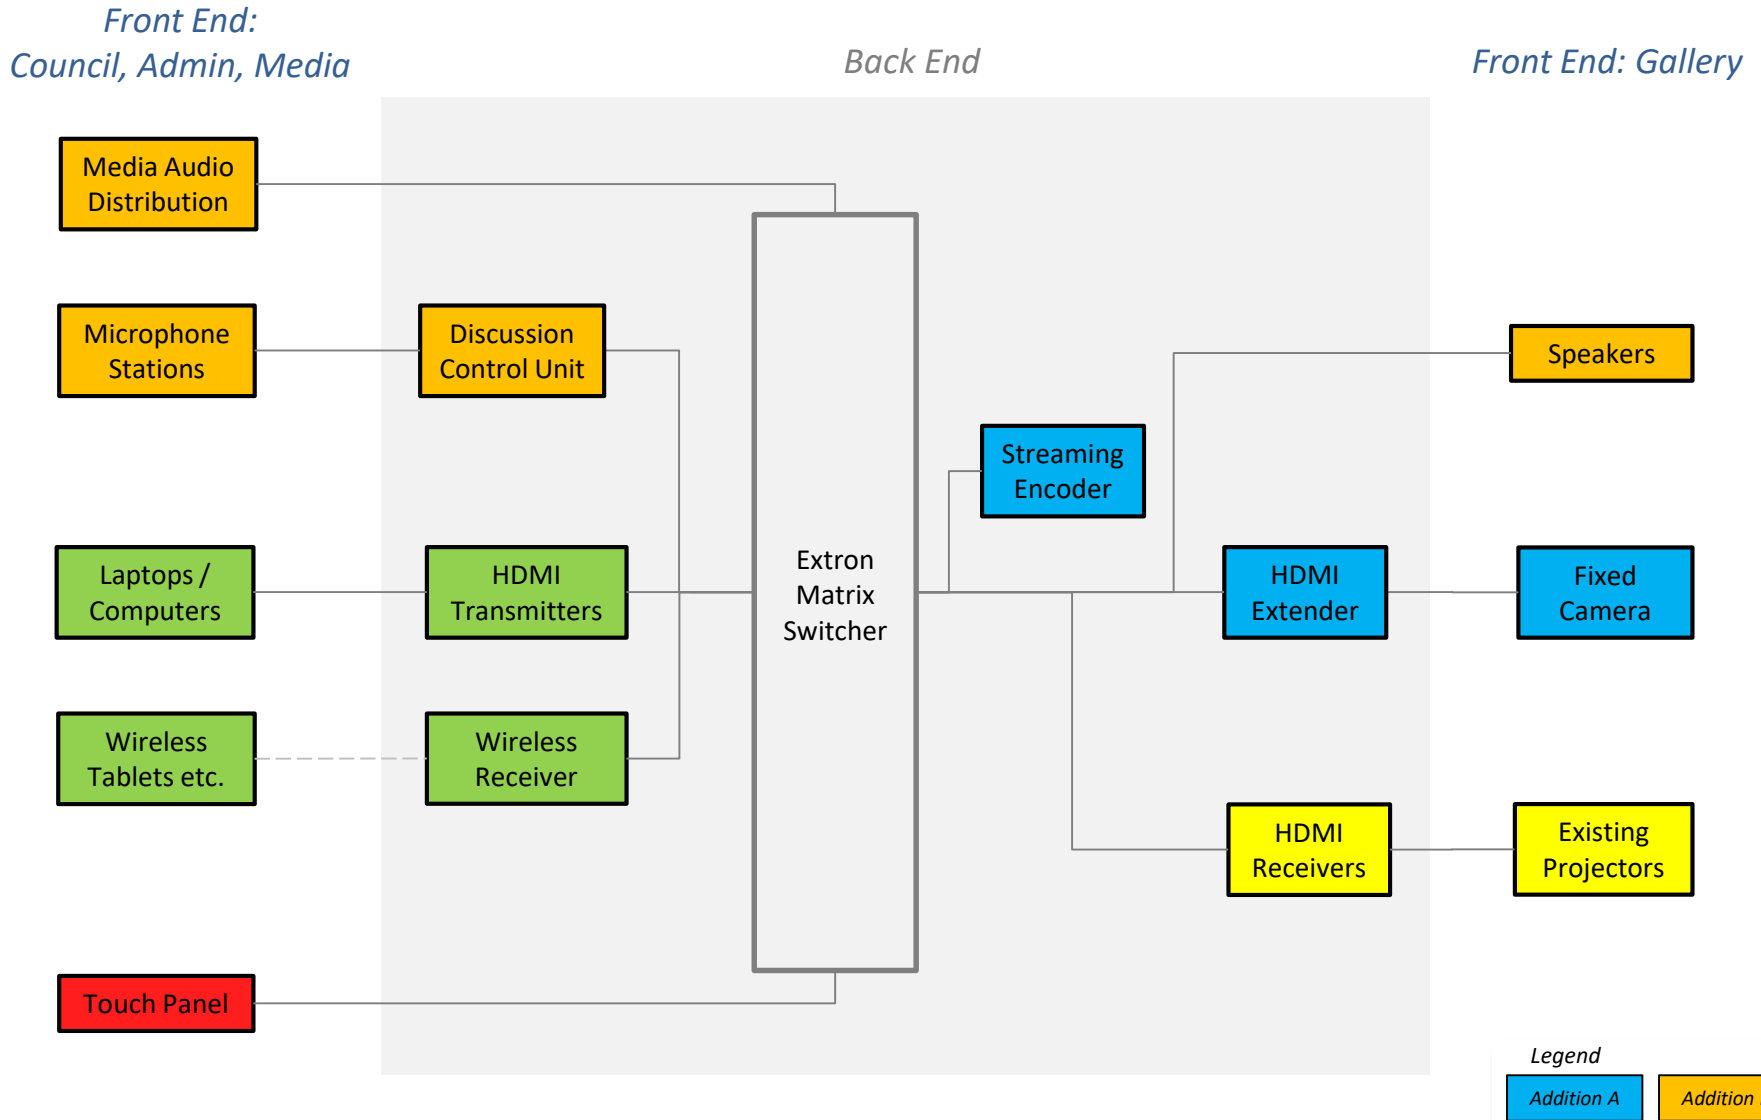 Front End:
Council, Admin, Media
Back End
Front End: Gallery
Media Audio
Distribution
Microphone
Stations
Discussion
Control Unit
Speakers
Streaming
Encoder
Laptops /
Computers
HDMI
Transmitters
Extron
Matrix
Switcher
HDMI
Extender
Fixed
Camera
Wireless
Tablets etc.
Wireless
Receiver
HDMI
Receivers
Existing
Projectors
Touch Panel
Legend
Addition A
Addition